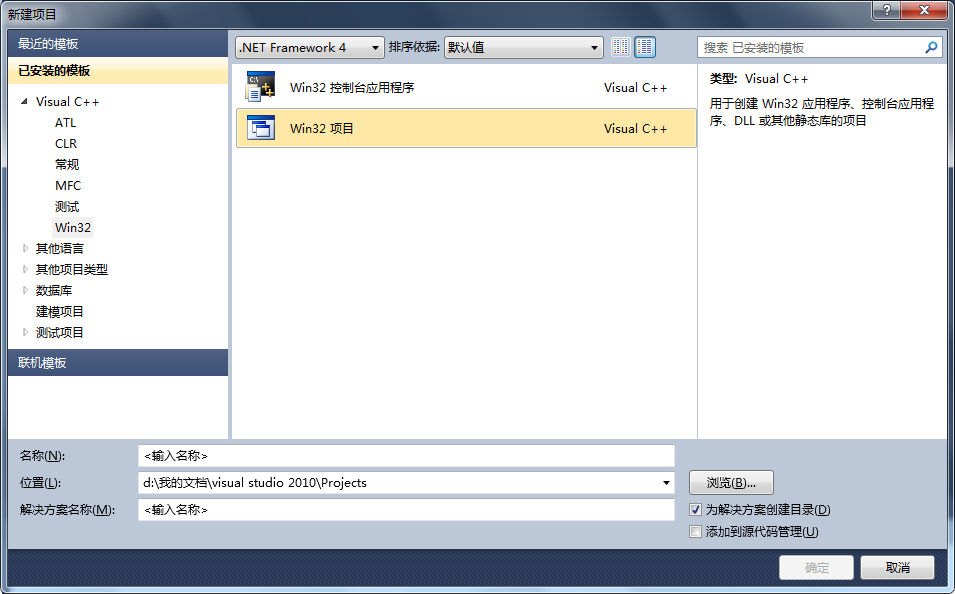 新建项目
最近的模板
已安装的模板
Visual C++
ATL
CLR
常规
MFC
测试
Win32
其他语言
其他项目类型
数据库
建模项目
测试项目
联机模板
.NET Framework 4 排序依据: 默认值
Win32 控制台应用程序 Visual C++
Win32 项目 Visual C++
搜索 已安装的模板
类型: Visual C++
用于创建 Win32 应用程序、控制台应用程
序、DLL 或其他静态库的项目
名称(N): <输入名称>
位置(L): d:\我的文档\visual studio 2010\Projects 浏览(B)...
解决方案名称(M): <输入名称> 为解决方案创建目录(D)
添加到源代码管理(U)
确定 取消